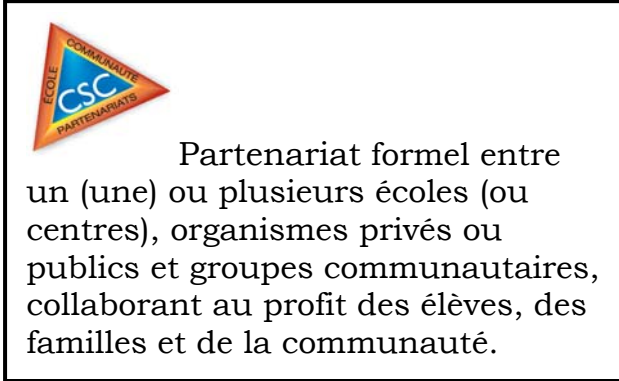 COMMUNAUTÉ
ÉCOLE
CSC
PARTENARIATS
Partenariat formel entre
un (une) ou plusieurs écoles (ou
centres), organismes privés ou
publics et groupes communautaires,
collaborant au profit des élèves, des
familles et de la communauté.